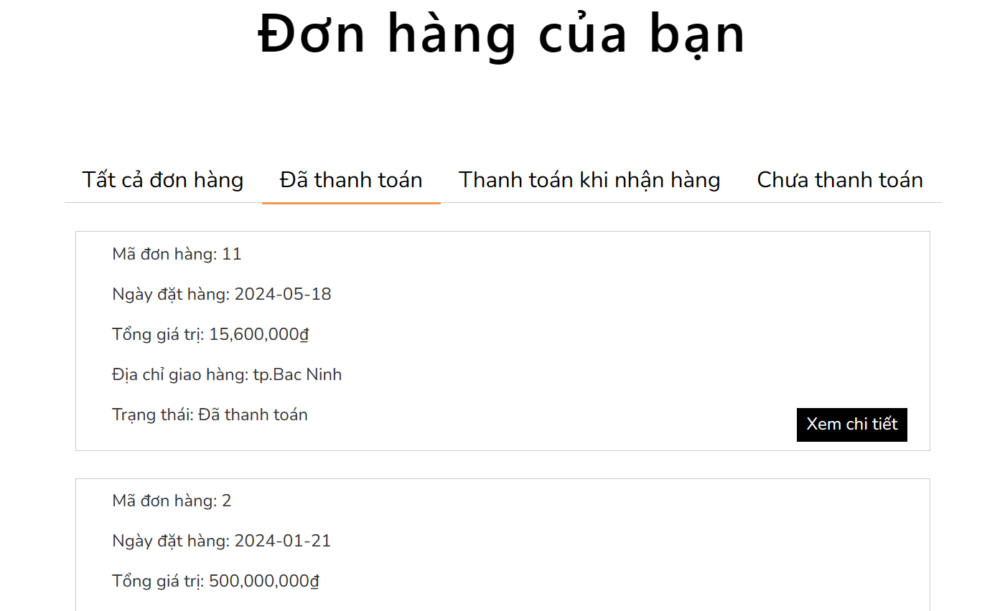 Đơn hàng của bạn
Tất cả đơn hàng Đã thanh toán Thanh toán khi nhận hàng Chưa thanh toán
Mã đơn hàng: 11
Ngày đặt hàng: 2024-05-18
Tổng giá trị: 15,600,000₫
Địa chỉ giao hàng: tp.Bac Ninh
Trạng thái: Đã thanh toán
Xem chi tiết
Mã đơn hàng: 2
Ngày đặt hàng: 2024-01-21
Tổng giá trị: 500,000,000₫